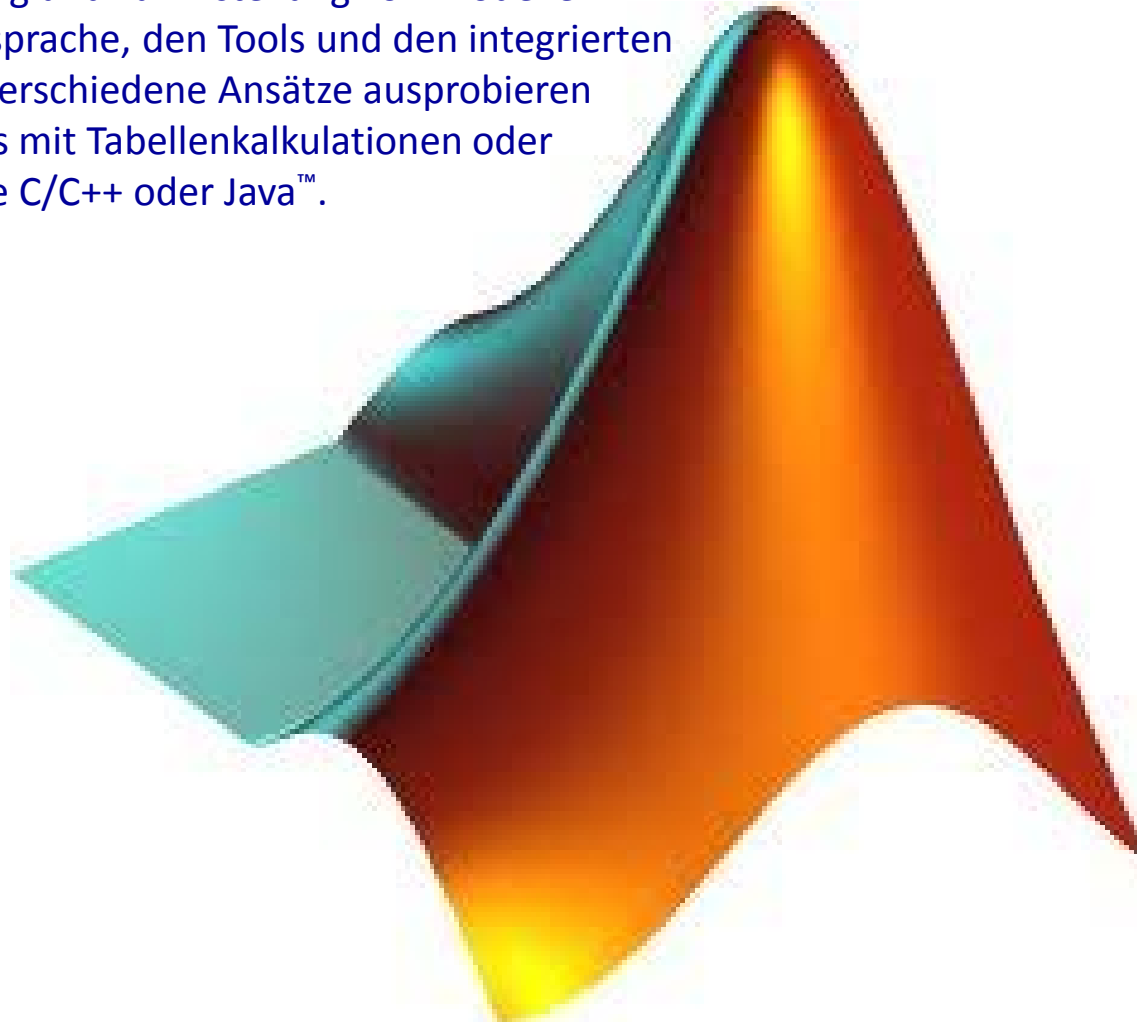 sprache, den Tools und den integrierten
erschiedene Ansätze ausprobieren
s mit Tabellenkalkulationen oder
e C/C++ oder Java™.